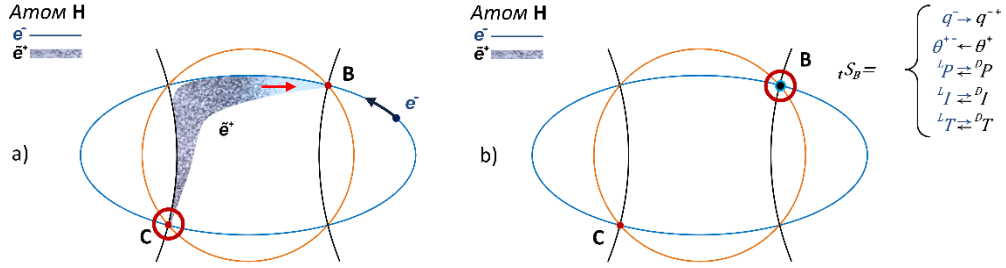 Атом H
e⁻
ẽ⁺
B
e⁻
ẽ⁺
a)
C
Атом H
e⁻
ẽ⁺
B
b)
C
ₜS_B =
q⁻ → q⁻⁺
θ⁺⁻ ← θ⁺
ᴸP ⇄ ᴰP
ᴸI ⇄ ᴰI
ᴸT ⇄ ᴰT